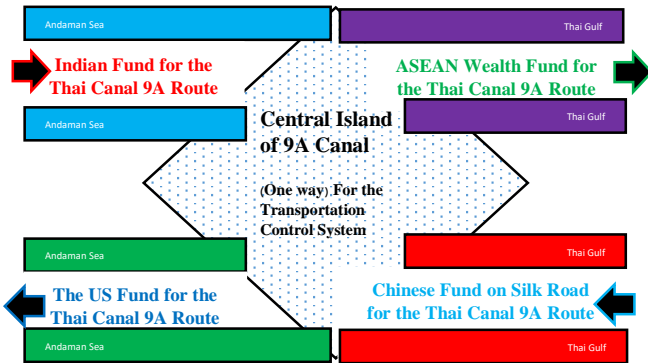 Andaman Sea
Thai Gulf
Indian Fund for the
Thai Canal 9A Route
ASEAN Wealth Fund for
the Thai Canal 9A Route
Andaman Sea
Thai Gulf
Central Island
of 9A Canal
(One way) For the
Transportation
Control System
Andaman Sea
Thai Gulf
The US Fund for the
Thai Canal 9A Route
Chinese Fund on Silk Road
for the Thai Canal 9A Route
Andaman Sea
Thai Gulf